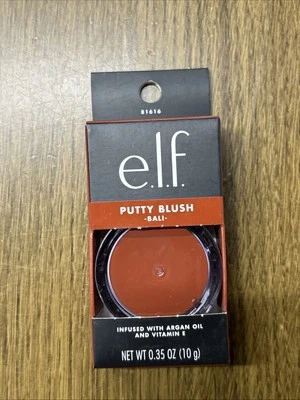 81616
e.l.f.
PUTTY BLUSH
-BALI-
INFUSED WITH ARGAN OIL
AND VITAMIN E
NET WT 0.35 OZ (10 g)